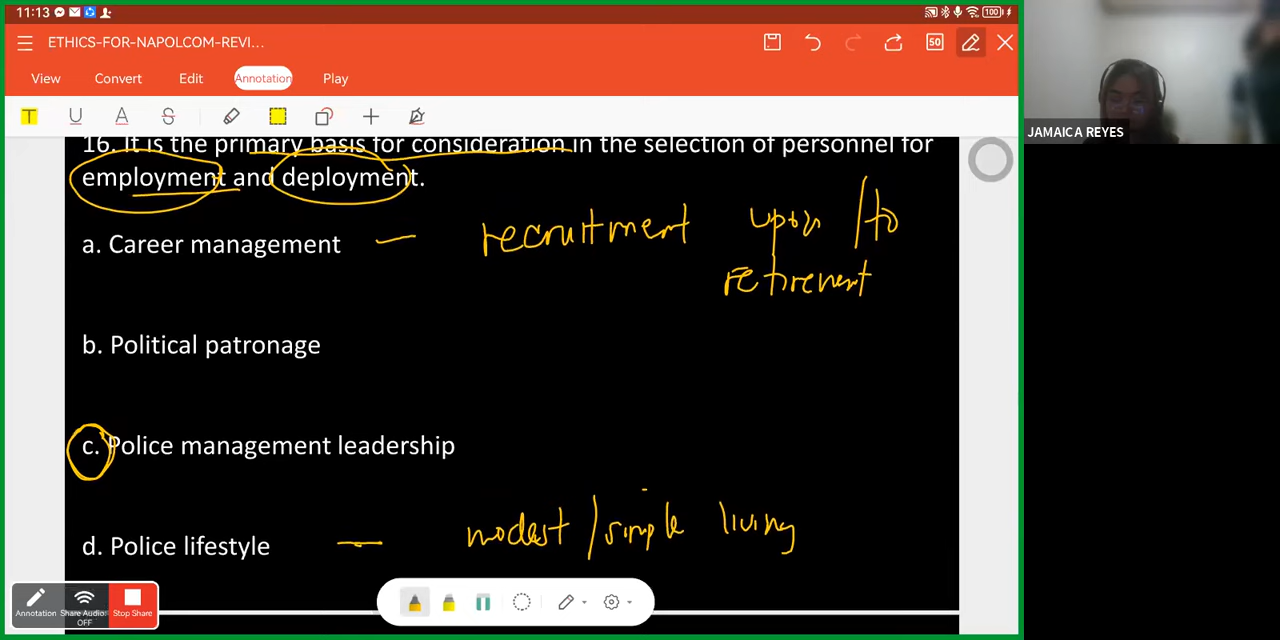 11:13
100
ETHICS-FOR-NAPOLCOM-REVI...
50
View Convert Edit Annotation Play
T U A S
JAMAICA REYES
16. It is the primary basis for consideration in the selection of personnel for
employment and deployment.
a. Career management — recruitment upon /to
retirement
b. Political patronage
c. Police management leadership
d. Police lifestyle — modest / simple living
Annotation Share Audio: OFF Stop Share